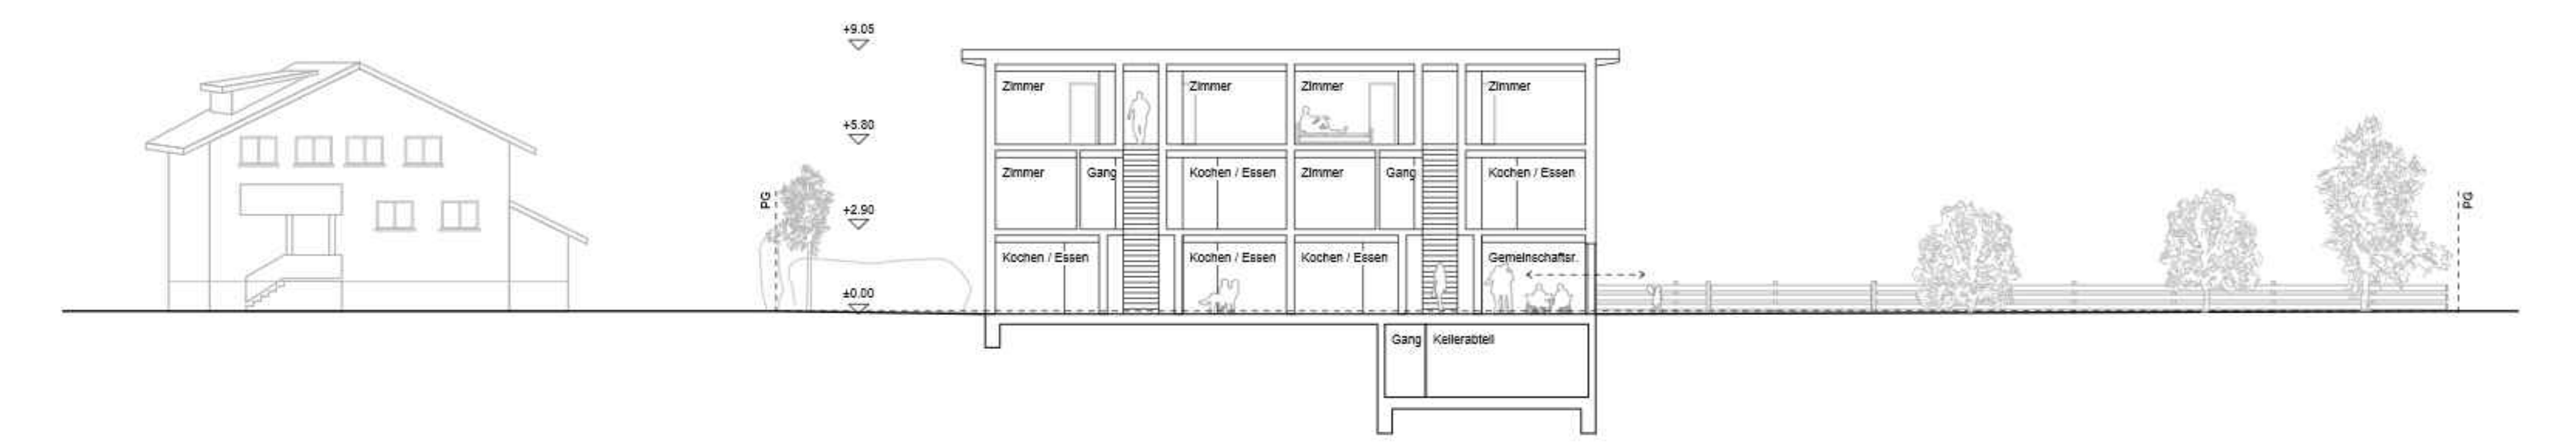 +9.05
Zimmer Zimmer Zimmer Zimmer
+5.80
Zimmer Gang Kochen / Essen Zimmer Gang Kochen / Essen
PG +2.90 PG
Kochen / Essen Kochen / Essen Kochen / Essen Gemeinschaftsr.
±0.00
Gang Kellerabteil